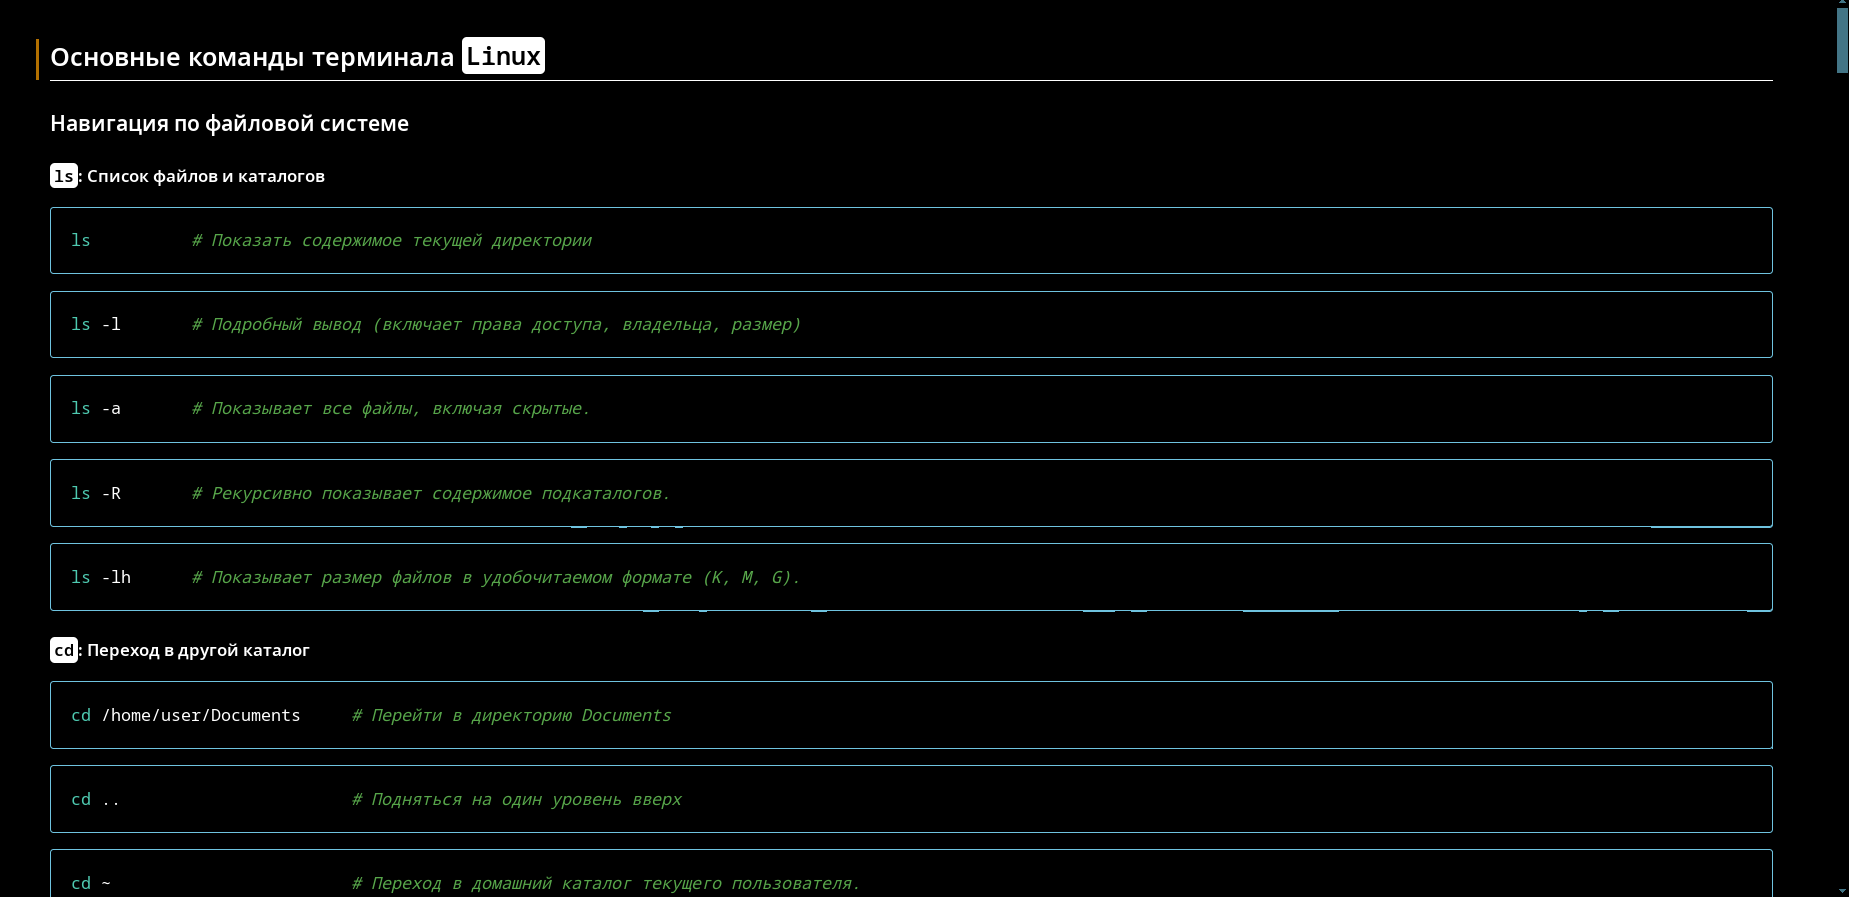 Основные команды терминала Linux
Навигация по файловой системе
ls: Список файлов и каталогов
ls # Показать содержимое текущей директории
ls -l # Подробный вывод (включает права доступа, владельца, размер)
ls -a # Показывает все файлы, включая скрытые.
ls -R # Рекурсивно показывает содержимое подкаталогов.
ls -lh # Показывает размер файлов в удобочитаемом формате (K, M, G).
cd: Переход в другой каталог
cd /home/user/Documents # Перейти в директорию Documents
cd .. # Подняться на один уровень вверх
cd ~ # Переход в домашний каталог текущего пользователя.